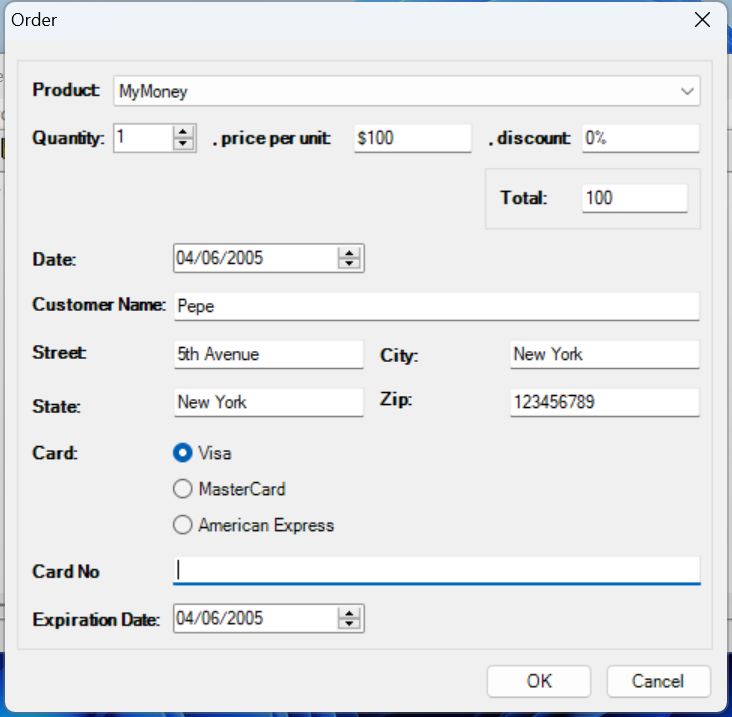 Order
Product: MyMoney
Quantity: 1 . price per unit: $100 . discount: 0%
Total: 100
Date: 04/06/2005
Customer Name: Pepe
Street: 5th Avenue City: New York
State: New York Zip: 123456789
Card: Visa
MasterCard
American Express
Card No
Expiration Date: 04/06/2005
OK Cancel